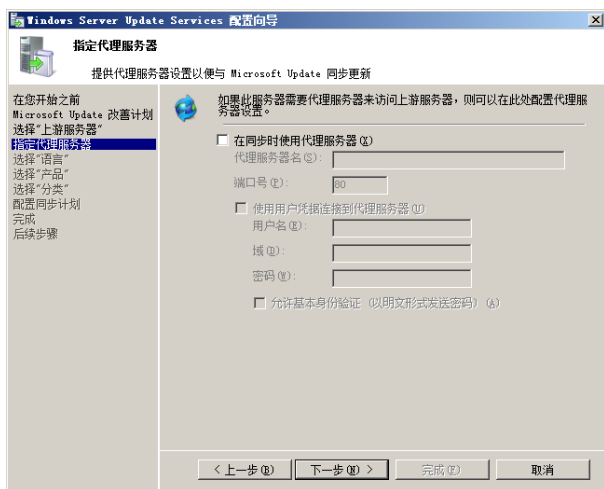 Windows Server Update Services 配置向导
指定代理服务器
提供代理服务器设置以便与 Microsoft Update 同步更新
在您开始之前
Microsoft Update 改善计划
选择“上游服务器”
指定代理服务器
选择“语言”
选择“产品”
选择“分类”
配置同步计划
完成
后续步骤
如果此服务器需要代理服务器来访问上游服务器，则可以在此处配置代理服
务器设置。
在同步时使用代理服务器(X)
代理服务器名(S):
端口号(P): 80
使用用户凭据连接到代理服务器(U)
用户名(E):
域(D):
密码(W):
允许基本身份验证（以明文形式发送密码）(A)
< 上一步(B) 下一步(N) > 完成(F) 取消